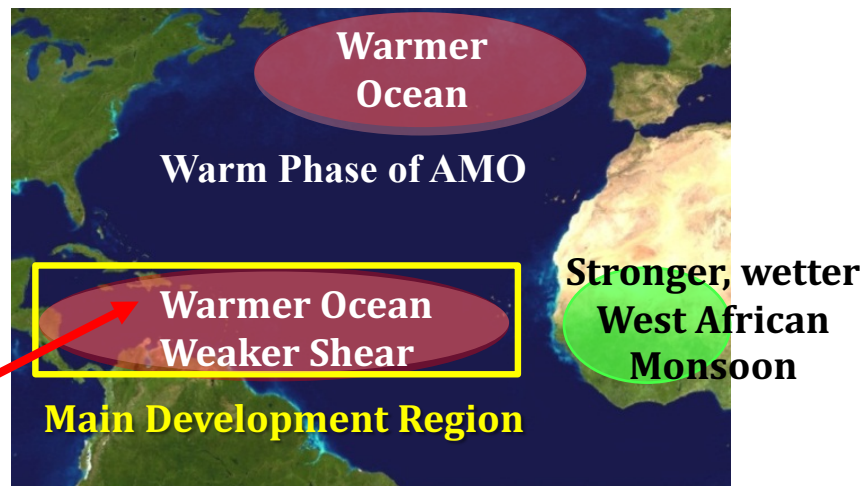 Warmer
Ocean
Warm Phase of AMO
Stronger, wetter
West African
Monsoon
Warmer Ocean
Weaker Shear
Main Development Region